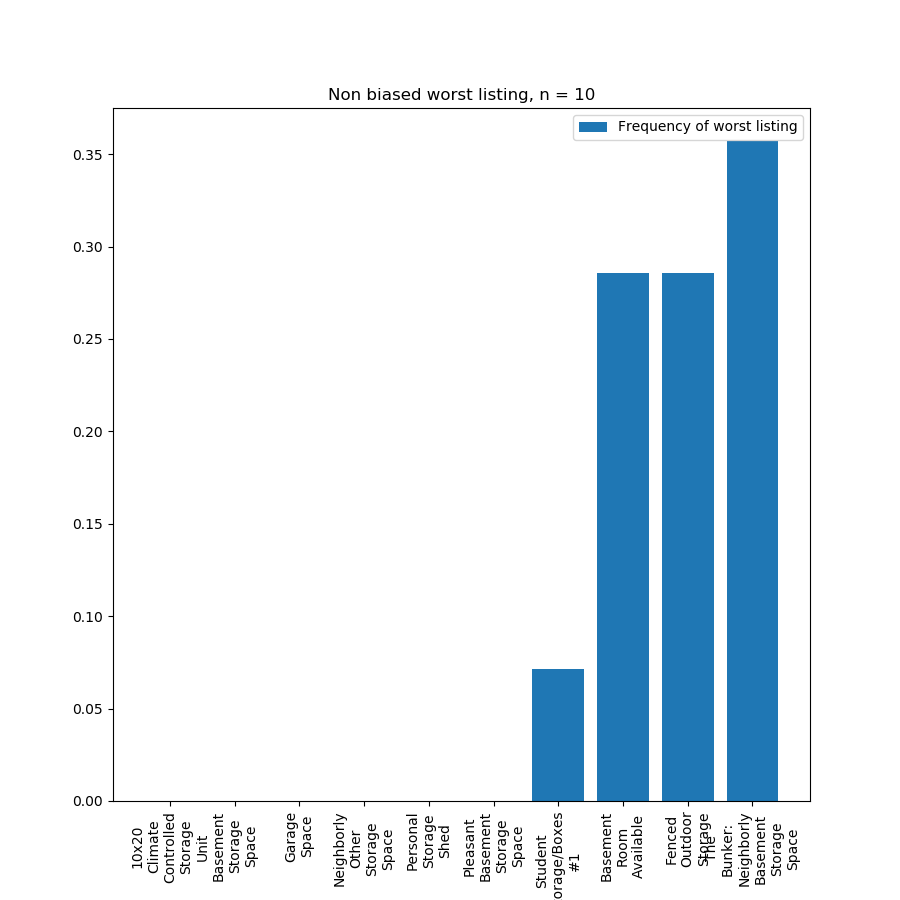 Non biased worst listing, n = 10
Frequency of worst listing
0.35
0.30
0.25
0.20
0.15
0.10
0.05
0.00
10x20
Climate
Controlled
Storage
Unit
Basement
Storage
Space
Garage
Space
Neighborly
Other
Storage
Space
Personal
Storage
Shed
Pleasant
Basement
Storage
Space
Student
orage/Boxes
#1
Basement
Room
Available
Fenced
Outdoor
Storage
The
Bunker:
Neighborly
Basement
Storage
Space